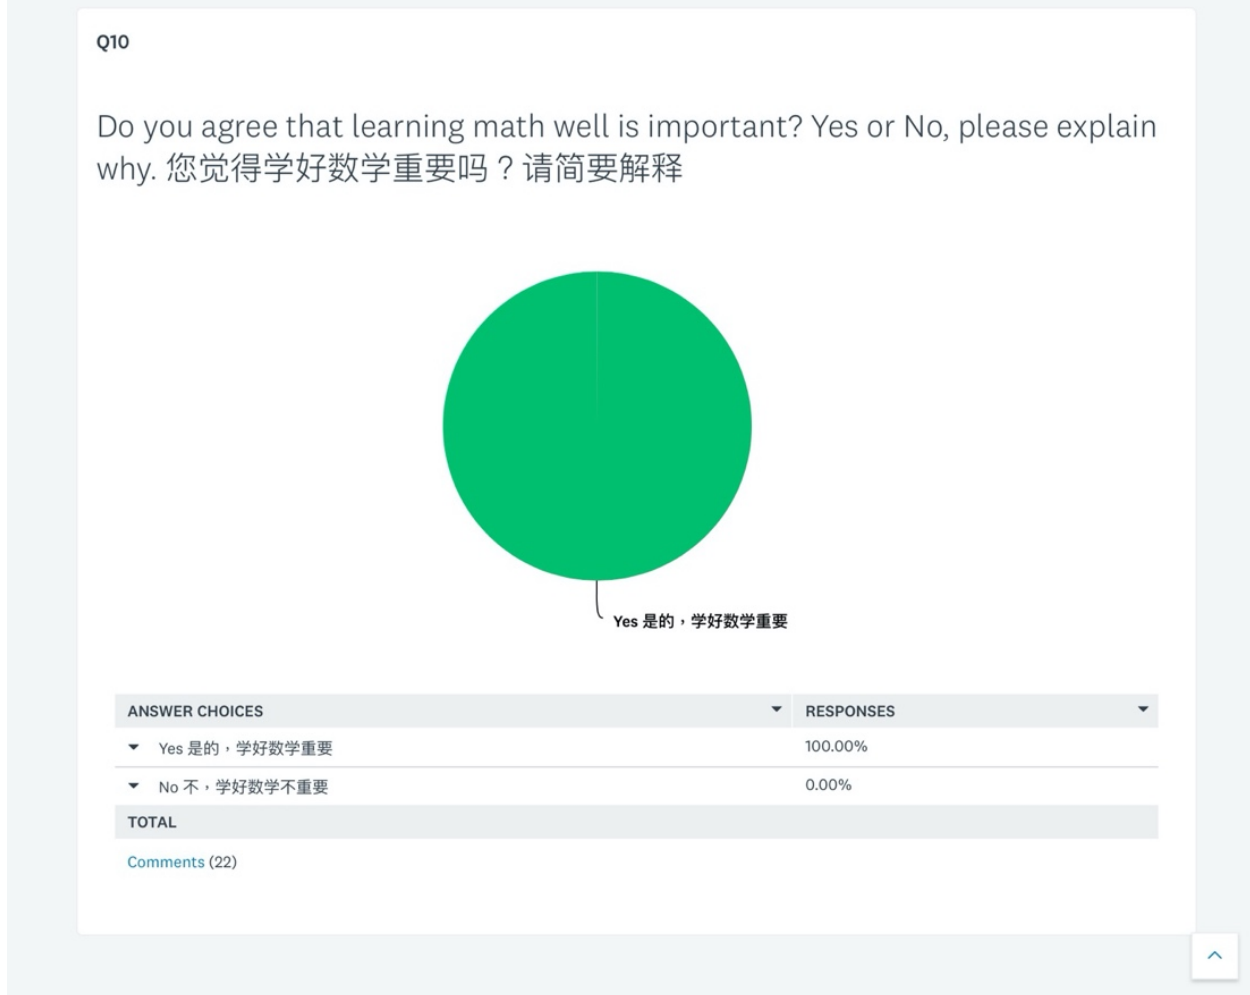 Q10
Do you agree that learning math well is important? Yes or No, please explain
why. 您觉得学好数学重要吗？请简要解释
Yes 是的，学好数学重要
ANSWER CHOICES RESPONSES
Yes 是的，学好数学重要 100.00%
No 不，学好数学不重要 0.00%
TOTAL
Comments (22)